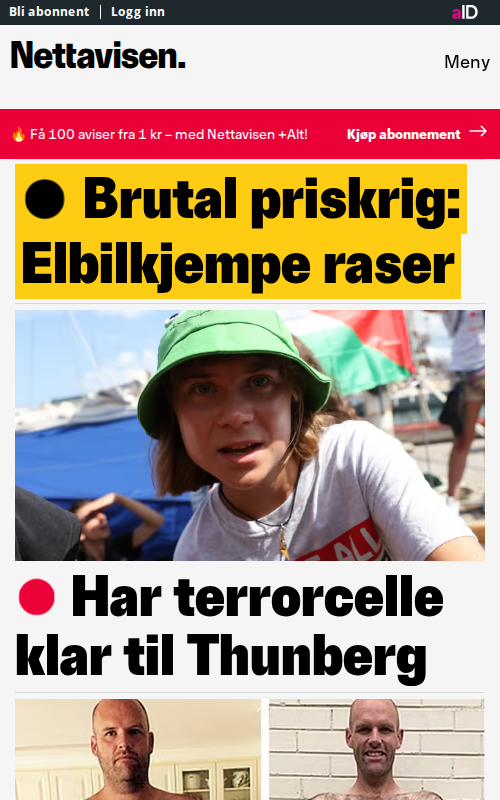 Bli abonnent
Logg inn
aID
Nettavisen.
Meny
🔥 Få 100 aviser fra 1 kr – med Nettavisen +Alt!
Kjøp abonnement →
Brutal priskrig:
Elbilkjempe raser
Har terrorcelle
klar til Thunberg